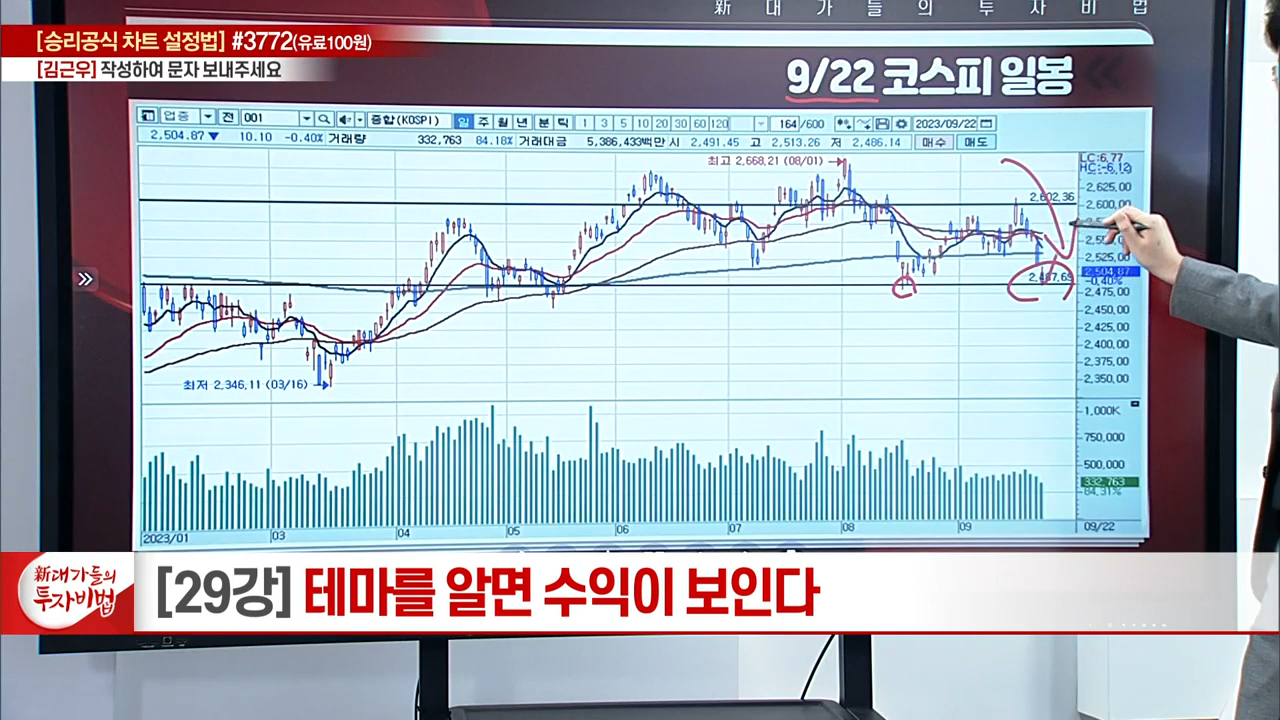 新 대 가 들 의 투 자 비 법
[승리공식 차트 설정법] #3772(유료100원)
[김근우] 작성하여 문자 보내주세요
9/22 코스피 일봉
업종 전 001 종합(KOSPI) 일 주 월 년 분 틱 1 3 5 10 20 30 60 120 164/600 2023/09/22
2,504.87▼ 10.10 -0.40% 거래량 332,763 84.18% 거래대금 5,386,433백만 시 2,491.45 고 2,513.26 저 2,486.14 매수 매도
최고 2,668.21 (08/01)
LC:6.77
HC:-6.12
2,625.00
2,602.36
2,600.00
2,525.00
2,504.87
-0.40%
2,475.00
2,450.00
2,425.00
2,400.00
2,375.00
2,350.00
최저 2,346.11 (03/16)
1,000K
750,000
500,000
332,763
84.31%
2023/01 03 04 05 06 07 08 09 09/22
新대가들의
투자비법
[29강] 테마를 알면 수익이 보인다